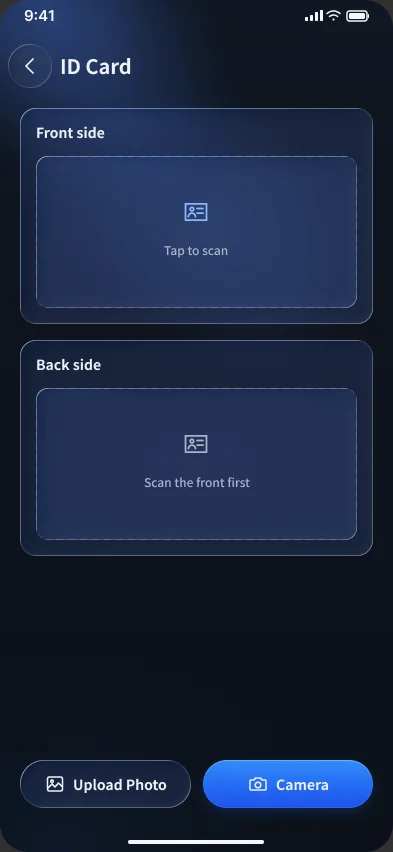 9:41
ID Card
Front side
Tap to scan
Back side
Scan the front first
Upload Photo
Camera